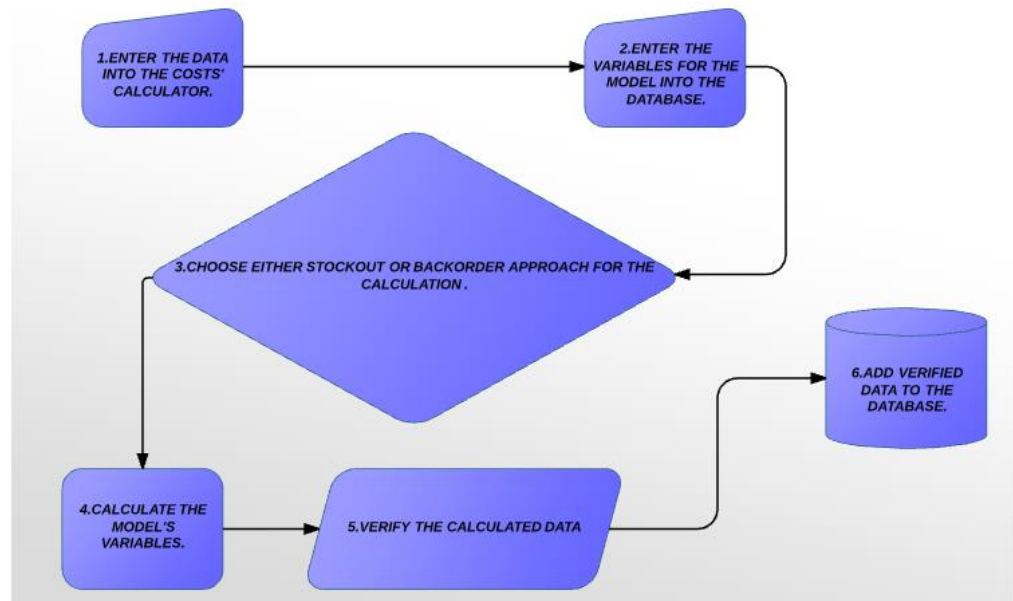 1.ENTER THE DATA
INTO THE COSTS'
CALCULATOR.
2.ENTER THE
VARIABLES FOR THE
MODEL INTO THE
DATABASE.
3.CHOOSE EITHER STOCKOUT OR BACKORDER APPROACH FOR THE
CALCULATION .
4.CALCULATE THE
MODEL'S
VARIABLES.
5.VERIFY THE CALCULATED DATA
6.ADD VERIFIED
DATA TO THE
DATABASE.